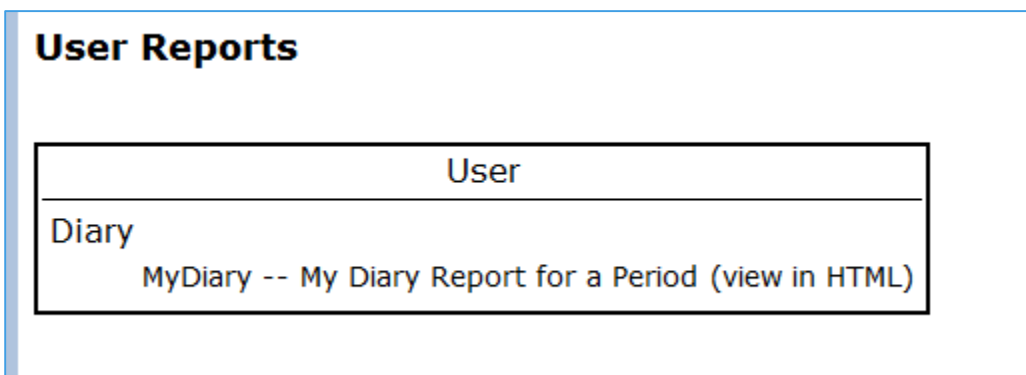 User Reports
User
Diary
MyDiary -- My Diary Report for a Period (view in HTML)